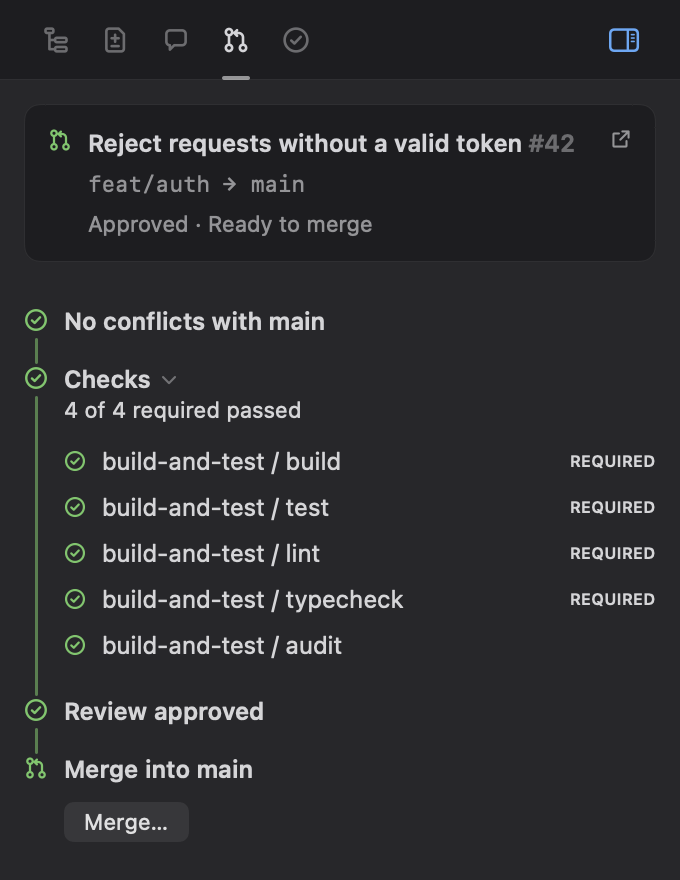 Reject requests without a valid token #42
feat/auth → main
Approved · Ready to merge
No conflicts with main
Checks
4 of 4 required passed
build-and-test / build REQUIRED
build-and-test / test REQUIRED
build-and-test / lint REQUIRED
build-and-test / typecheck REQUIRED
build-and-test / audit
Review approved
Merge into main
Merge...